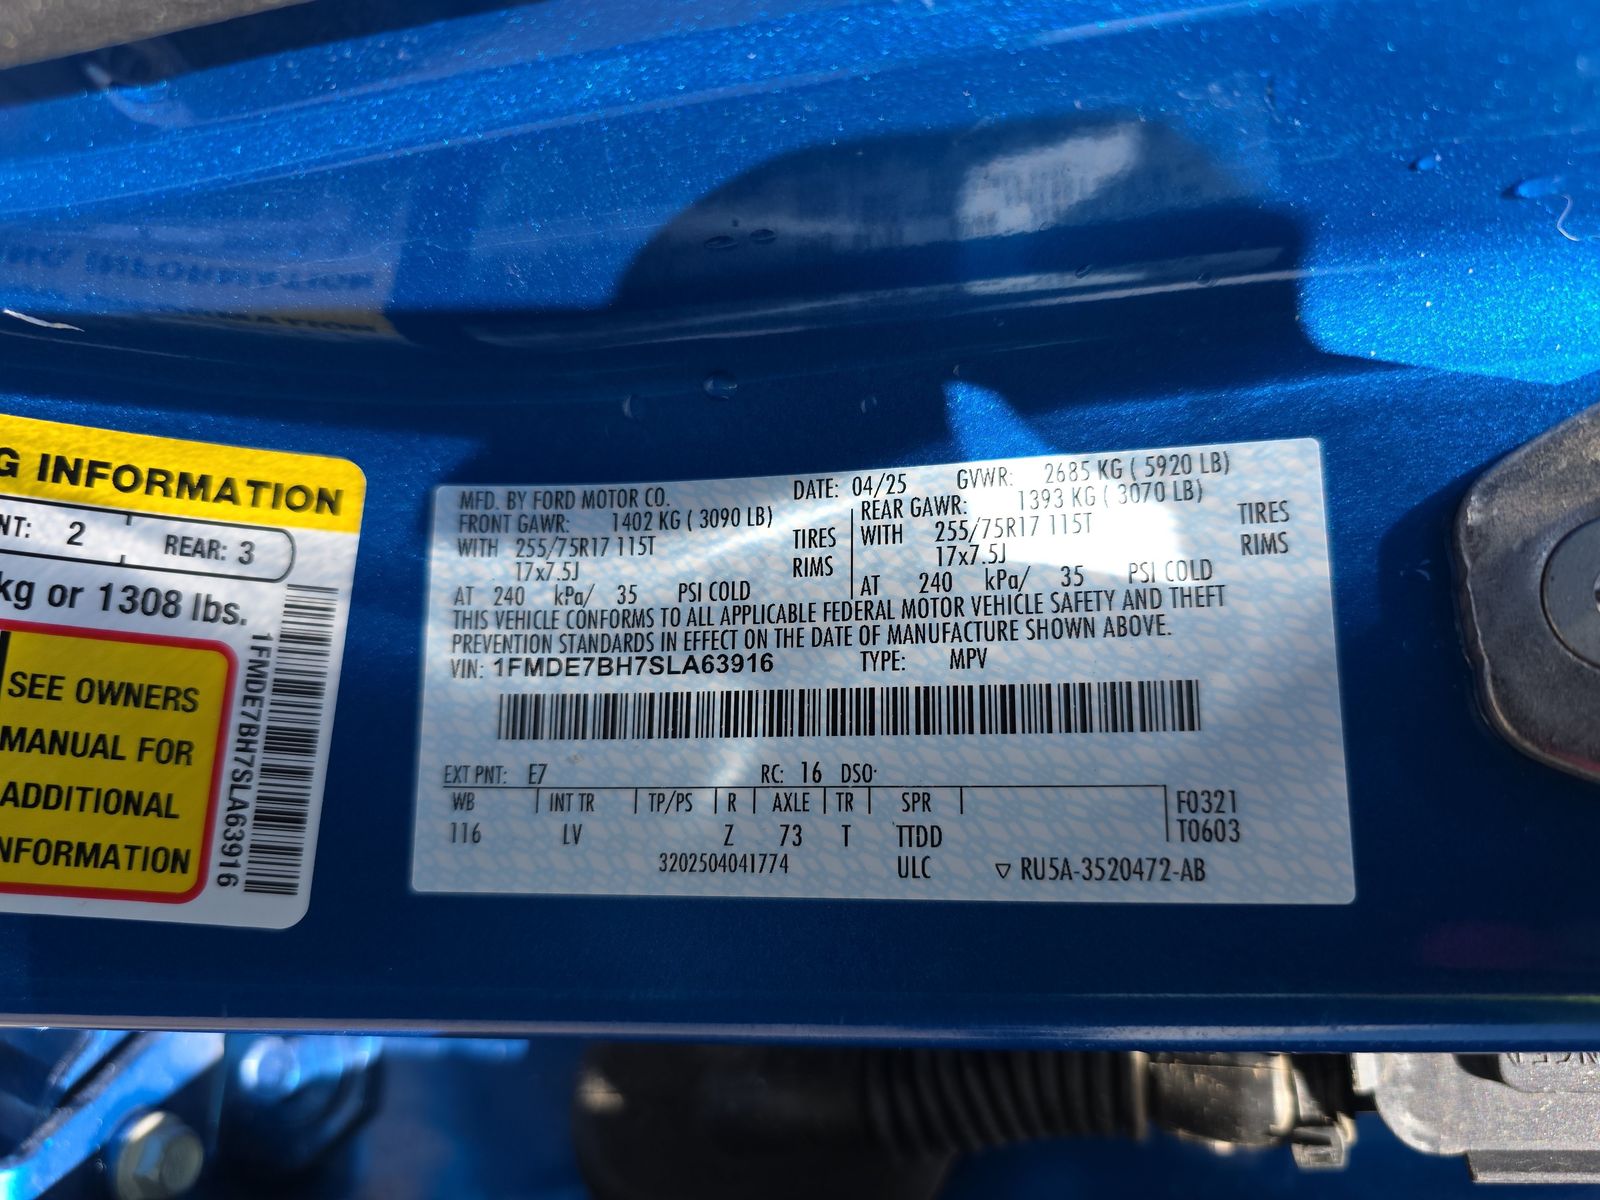 G INFORMATION
NT: 2 REAR: 3
kg or 1308 lbs.
SEE OWNERS
MANUAL FOR
ADDITIONAL
NFORMATION
1FMDE7BH7SLA63916
MFD. BY FORD MOTOR CO. DATE: 04/25 GVWR: 2685 KG ( 5920 LB)
FRONT GAWR: 1402 KG ( 3090 LB) REAR GAWR: 1393 KG ( 3070 LB)
WITH 255/75R17 115T TIRES WITH 255/75R17 115T TIRES
17x7.5J RIMS 17x7.5J RIMS
AT 240 kPa/ 35 PSI COLD AT 240 kPa/ 35 PSI COLD
THIS VEHICLE CONFORMS TO ALL APPLICABLE FEDERAL MOTOR VEHICLE SAFETY AND THEFT
PREVENTION STANDARDS IN EFFECT ON THE DATE OF MANUFACTURE SHOWN ABOVE.
VIN: 1FMDE7BH7SLA63916 TYPE: MPV
EXT PNT: E7 RC: 16 DSO:
WB INT TR TP/PS R AXLE TR SPR F0321
116 LV Z 73 T TTDD T0603
3202504041774 ULC ▽ RU5A-3520472-AB